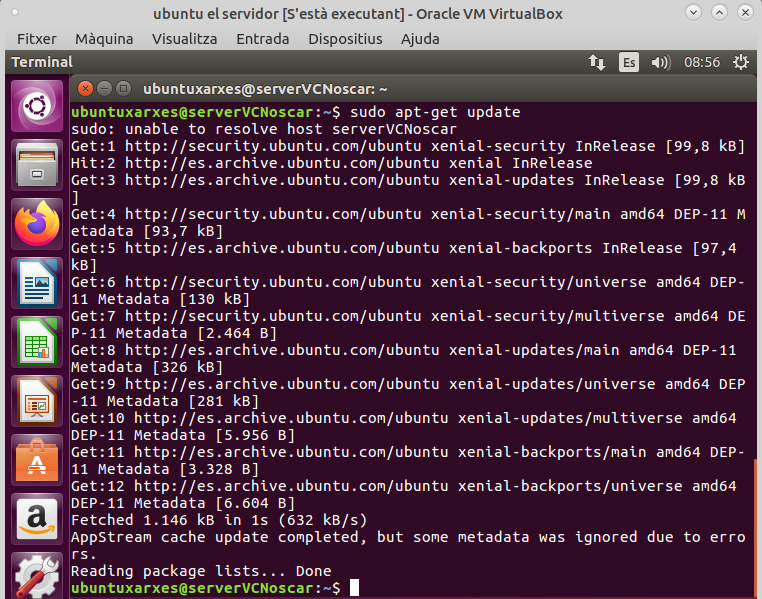 ubuntu el servidor [S'està executant] - Oracle VM VirtualBox
Fitxer Màquina Visualitza Entrada Dispositius Ajuda
Terminal Es 08:56
ubuntuxarxes@serverVCNoscar: ~
ubuntuxarxes@serverVCNoscar:~$ sudo apt-get update
sudo: unable to resolve host serverVCNoscar
Get:1 http://security.ubuntu.com/ubuntu xenial-security InRelease [99,8 kB]
Hit:2 http://es.archive.ubuntu.com/ubuntu xenial InRelease
Get:3 http://es.archive.ubuntu.com/ubuntu xenial-updates InRelease [99,8 kB
]
Get:4 http://security.ubuntu.com/ubuntu xenial-security/main amd64 DEP-11 M
etadata [93,7 kB]
Get:5 http://es.archive.ubuntu.com/ubuntu xenial-backports InRelease [97,4
kB]
Get:6 http://security.ubuntu.com/ubuntu xenial-security/universe amd64 DEP-
11 Metadata [130 kB]
Get:7 http://security.ubuntu.com/ubuntu xenial-security/multiverse amd64 DE
P-11 Metadata [2.464 B]
Get:8 http://es.archive.ubuntu.com/ubuntu xenial-updates/main amd64 DEP-11
Metadata [326 kB]
Get:9 http://es.archive.ubuntu.com/ubuntu xenial-updates/universe amd64 DEP
-11 Metadata [281 kB]
Get:10 http://es.archive.ubuntu.com/ubuntu xenial-updates/multiverse amd64
DEP-11 Metadata [5.956 B]
Get:11 http://es.archive.ubuntu.com/ubuntu xenial-backports/main amd64 DEP-
11 Metadata [3.328 B]
Get:12 http://es.archive.ubuntu.com/ubuntu xenial-backports/universe amd64
DEP-11 Metadata [6.604 B]
Fetched 1.146 kB in 1s (632 kB/s)
AppStream cache update completed, but some metadata was ignored due to erro
rs.
Reading package lists... Done
ubuntuxarxes@serverVCNoscar:~$